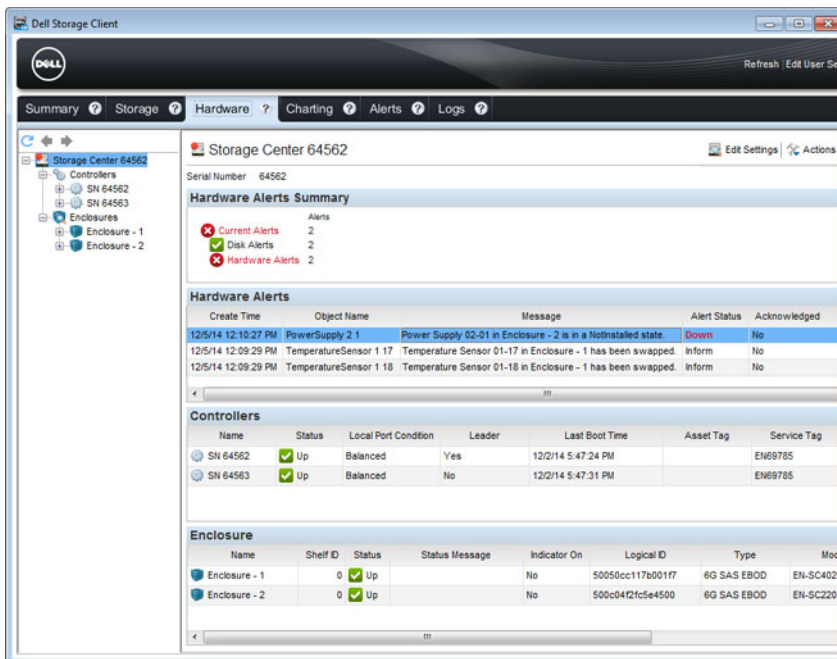 Dell Storage Client
DELL
Refresh Edit User Se
Summary ? Storage ? Hardware ? Charting ? Alerts ? Logs ?
Storage Center 64562
Controllers
SN 64562
SN 64563
Enclosures
Enclosure - 1
Enclosure - 2
Storage Center 64562
Edit Settings Actions
Serial Number 64562
Hardware Alerts Summary
Alerts
Current Alerts 2
Disk Alerts 2
Hardware Alerts 2
Hardware Alerts
Create Time Object Name Message Alert Status Acknowledged
12/5/14 12:10:27 PM PowerSupply 2 1 Power Supply 02-01 in Enclosure - 2 is in a NotInstalled state. Down No
12/5/14 12:09:29 PM TemperatureSensor 1 17 Temperature Sensor 01-17 in Enclosure - 1 has been swapped. Inform No
12/5/14 12:09:29 PM TemperatureSensor 1 18 Temperature Sensor 01-18 in Enclosure - 1 has been swapped. Inform No
Controllers
Name Status Local Port Condition Leader Last Boot Time Asset Tag Service Tag
SN 64562 Up Balanced Yes 12/2/14 5:47:24 PM EN69785
SN 64563 Up Balanced No 12/2/14 5:47:31 PM EN69785
Enclosure
Name Shelf ID Status Status Message Indicator On Logical ID Type Mod
Enclosure - 1 0 Up No 50050cc117b001f7 6G SAS EBOD EN-SC402
Enclosure - 2 0 Up No 500c04f2fc5e4500 6G SAS EBOD EN-SC220